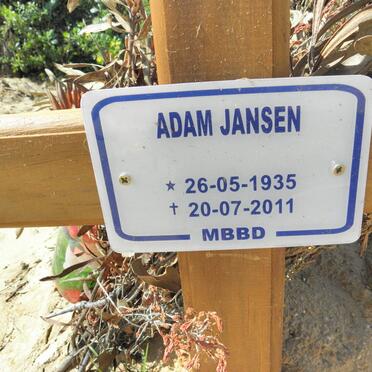 ADAM JANSEN
★ 26-05-1935
✝ 20-07-2011
MBBD